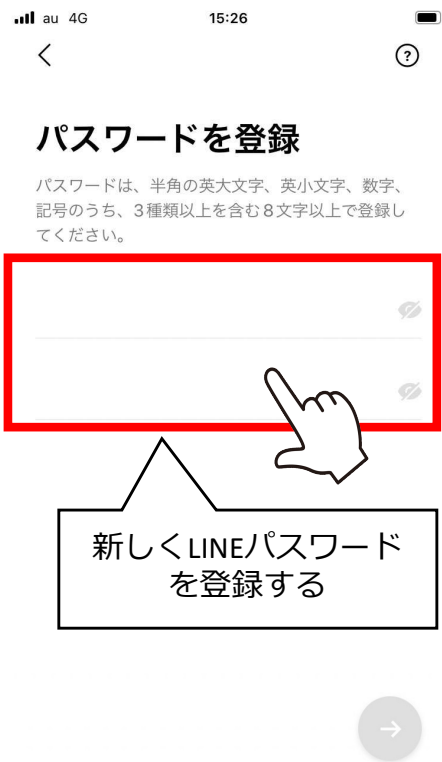 au 4G 15:26
?
パスワードを登録
パスワードは、半角の英大文字、英小文字、数字、
記号のうち、3種類以上を含む8文字以上で登録し
てください。
新しくLINEパスワード
を登録する